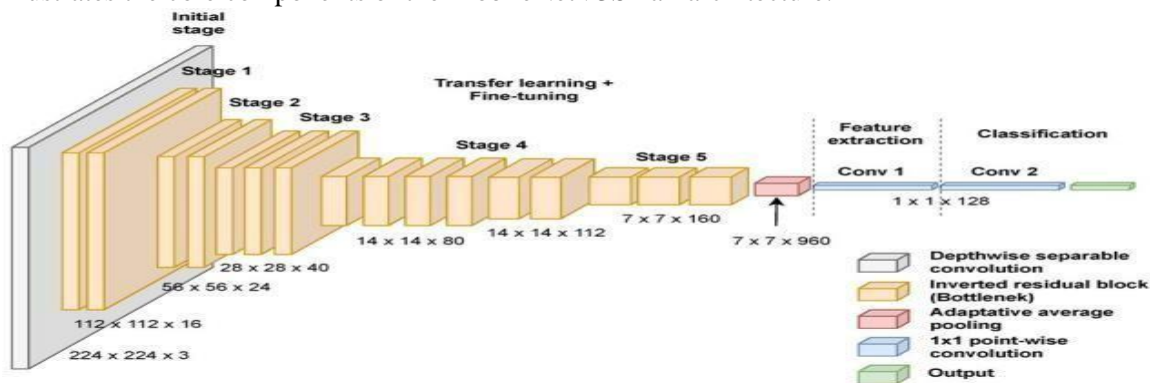 Initial
stage
Stage 1
Stage 2
Stage 3
Transfer learning +
Fine-tuning
Stage 4
Stage 5
Feature
extraction
Classification
Conv 1
Conv 2
1 x 1 x 128
7 x 7 x 160
7 x 7 x 960
14 x 14 x 112
14 x 14 x 80
28 x 28 x 40
56 x 56 x 24
112 x 112 x 16
224 x 224 x 3
Depthwise separable
convolution
Inverted residual block
(Bottlenek)
Adaptative average
pooling
1x1 point-wise
convolution
Output